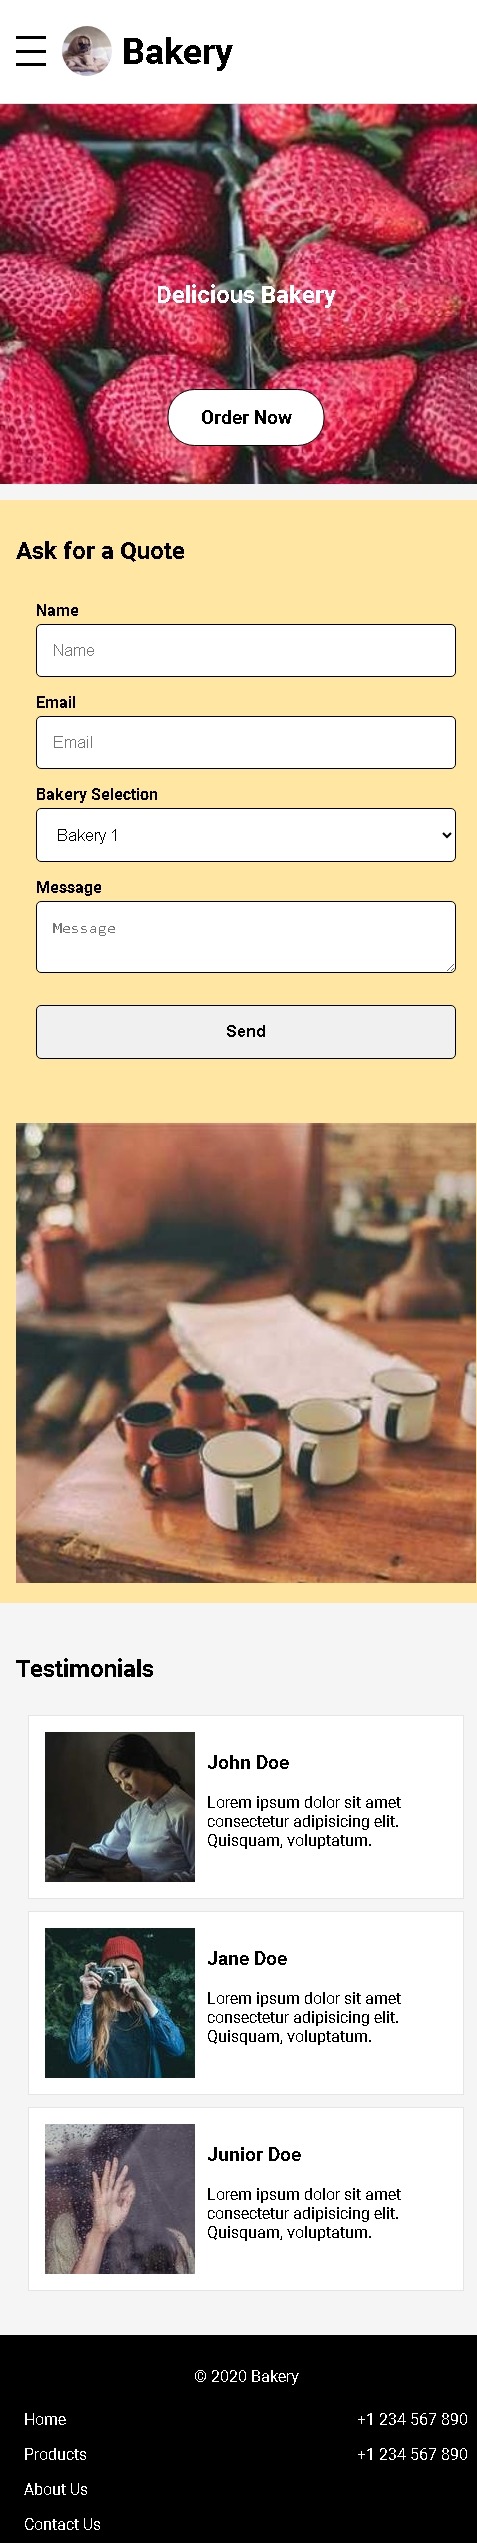 Bakery
Delicious Bakery
Order Now
Ask for a Quote
Name
Name
Email
Email
Bakery Selection
Bakery 1
Message
Message
Send
Testimonials
John Doe
Lorem ipsum dolor sit amet
consectetur adipisicing elit.
Quisquam, voluptatum.
Jane Doe
Lorem ipsum dolor sit amet
consectetur adipisicing elit.
Quisquam, voluptatum.
Junior Doe
Lorem ipsum dolor sit amet
consectetur adipisicing elit.
Quisquam, voluptatum.
© 2020 Bakery
Home
+1 234 567 890
Products
+1 234 567 890
About Us
Contact Us